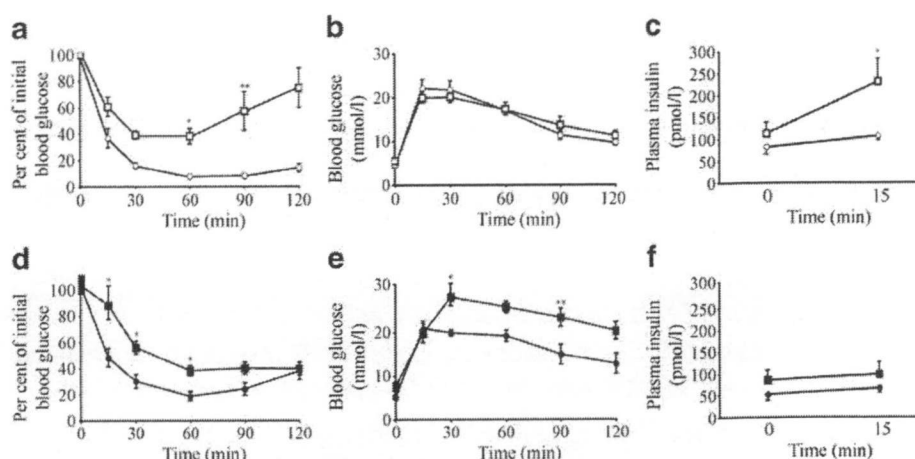 a
Per cent of initial
blood glucose
100
80
60
40
20
0
*
**
0 30 60 90 120
Time (min)
b
Blood glucose
(mmol/l)
30
20
10
0
0 30 60 90 120
Time (min)
c
Plasma insulin
(pmol/l)
300
250
200
150
100
50
0
*
0 15
Time (min)
d
Per cent of initial
blood glucose
100
80
60
40
20
0
*
*
*
0 30 60 90 120
Time (min)
e
Blood glucose
(mmol/l)
30
20
10
0
**
0 30 60 90 120
Time (min)
f
Plasma insulin
(pmol/l)
300
250
200
150
100
50
0
0 15
Time (min)